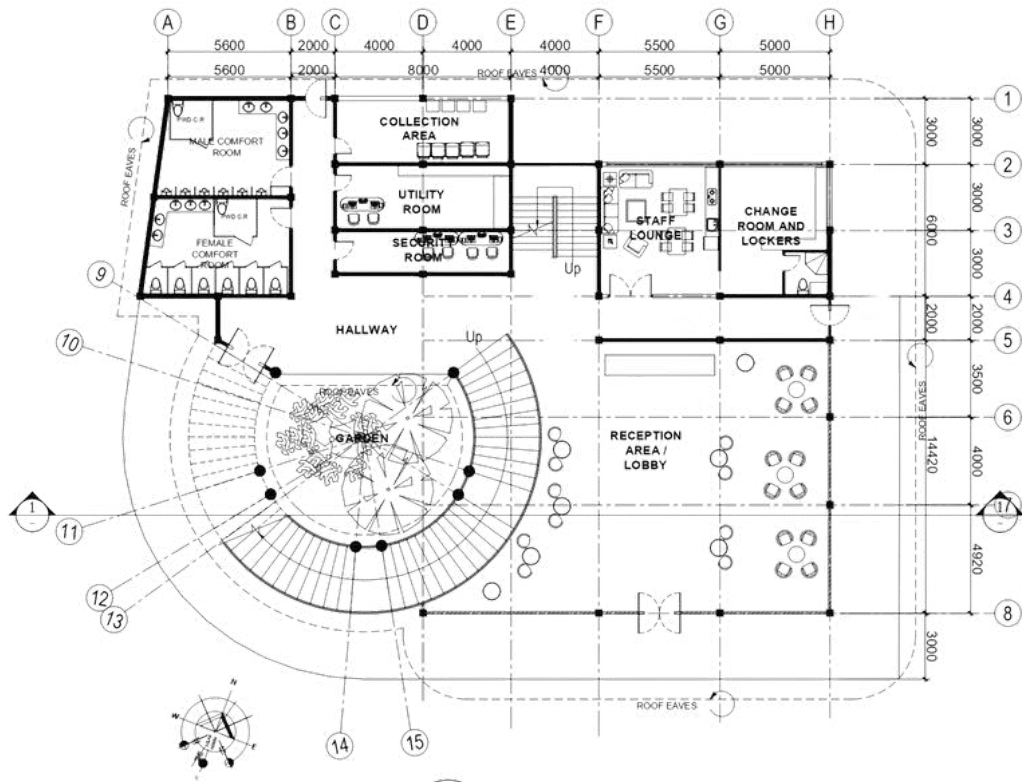 A
B
C
D
E
F
G
H
5600
2000
4000
4000
4000
5500
5000
5600
2000
8000
4000
5500
5000
ROOF EAVES
1
2
3
4
5
6
8
3000
3000
3000
2000
3500
4000
4920
3000
6000
2000
14420
3000
ROOF EAVES
PWD C.R
MALE COMFORT
ROOM
PWD C.R
FEMALE
COMFORT
ROOM
COLLECTION
AREA
UTILITY
ROOM
SECURITY
ROOM
STAFF
LOUNGE
CHANGE
ROOM AND
LOCKERS
Up
HALLWAY
Up
ROOF EAVES
GARDEN
RECEPTION
AREA /
LOBBY
ROOF EAVES
9
10
11
12
13
14
15
1
1
ROOF EAVES
N
W
E